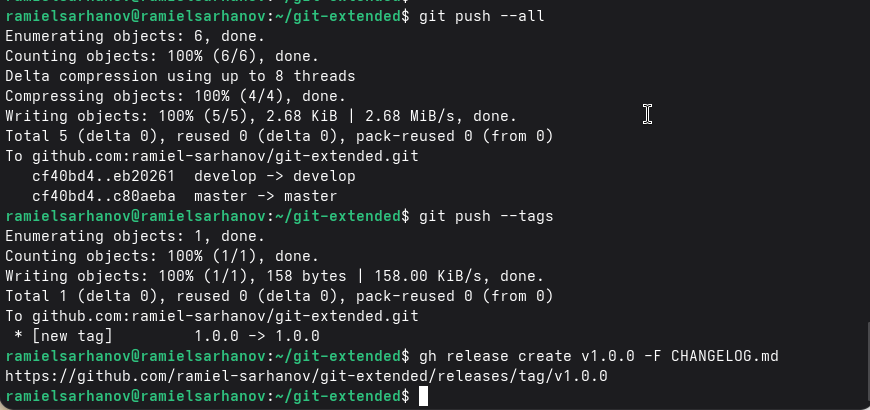 ramielsarhanov@ramielsarhanov:~/git-extended$ git push --all
Enumerating objects: 6, done.
Counting objects: 100% (6/6), done.
Delta compression using up to 8 threads
Compressing objects: 100% (4/4), done.
Writing objects: 100% (5/5), 2.68 KiB | 2.68 MiB/s, done.
Total 5 (delta 0), reused 0 (delta 0), pack-reused 0 (from 0)
To github.com:ramiel-sarhanov/git-extended.git
   cf40bd4..eb20261  develop -> develop
   cf40bd4..c80aeba  master -> master
ramielsarhanov@ramielsarhanov:~/git-extended$ git push --tags
Enumerating objects: 1, done.
Counting objects: 100% (1/1), done.
Writing objects: 100% (1/1), 158 bytes | 158.00 KiB/s, done.
Total 1 (delta 0), reused 0 (delta 0), pack-reused 0 (from 0)
To github.com:ramiel-sarhanov/git-extended.git
 * [new tag]         1.0.0 -> 1.0.0
ramielsarhanov@ramielsarhanov:~/git-extended$ gh release create v1.0.0 -F CHANGELOG.md
https://github.com/ramiel-sarhanov/git-extended/releases/tag/v1.0.0
ramielsarhanov@ramielsarhanov:~/git-extended$